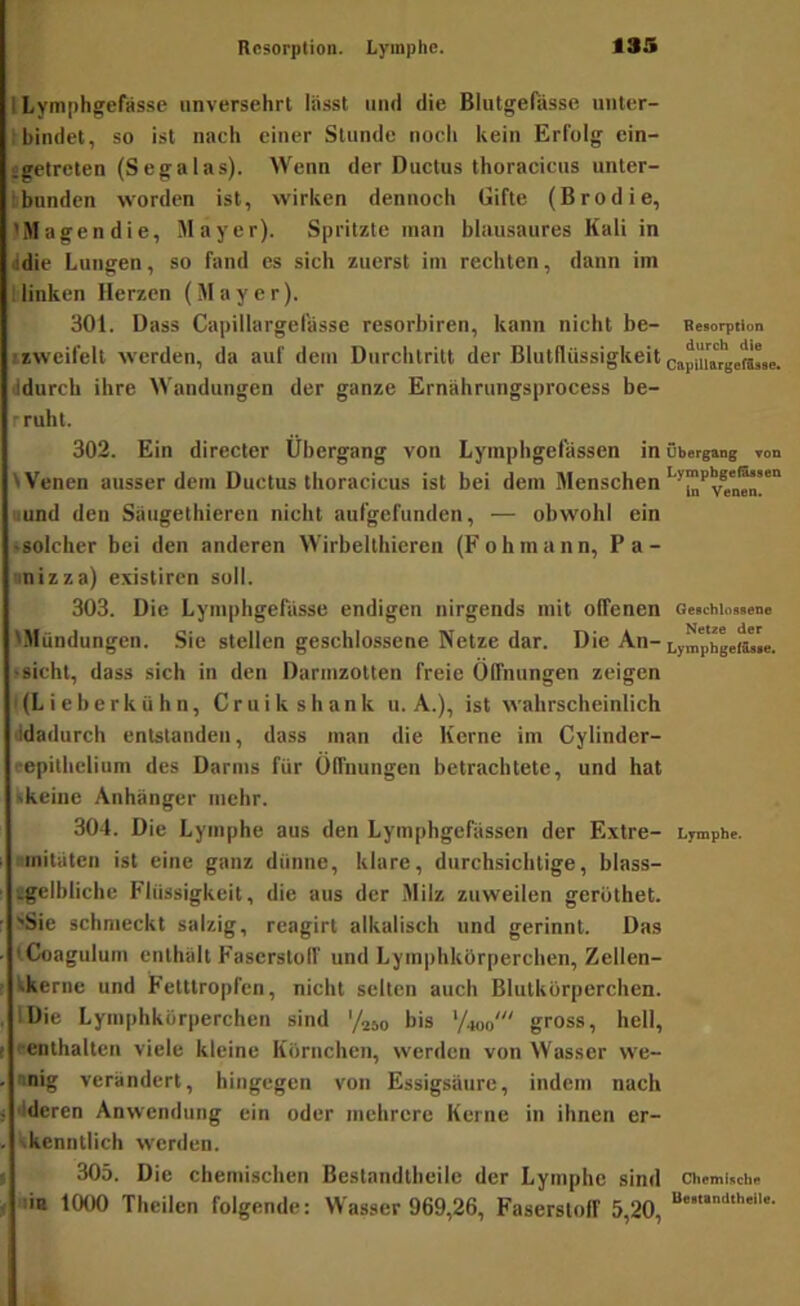 Resorption. Lymphe. 135
Lymphgefässe unversehrt lässt und die Blutgefässe unter-
bindet, so ist nach einer Stunde noch kein Erfolg ein-
getreten (Segalas). Wenn der Ductus thoracicus unter-
bunden worden ist, wirken dennoch Gifte (Brodie,
Magendie, Mayer). Spritzte man blausaures Kali in
die Lungen, so fand es sich zuerst im rechten, dann im
linken Herzen (Mayer).
301. Dass Capillargefässe resorbiren, kann nicht be-
zweifelt werden, da auf dem Durchtritt der Blutflüssigkeit
durch ihre Wandungen der ganze Ernährungsprocess be-
ruht.
Resorption
durch die
Capillargefässe.
302. Ein directer Übergang von Lymphgefässen in
Venen ausser dem Ductus thoracicus ist bei dem Menschen
und den Säugethieren nicht aufgefunden, — obwohl ein
solcher bei den anderen Wirbelthieren (Fohmann, Pa-
nizza) existiren soll.
Übergang von
Lymphgefässen
in Venen.
303. Die Lymphgefässe endigen nirgends mit offenen
Mündungen. Sie stellen geschlossene Netze dar. Die An-
sicht, dass sich in den Darmzotten freie Öffnungen zeigen
(Lieberkühn, Cruikshank u. A.), ist wahrscheinlich
dadurch entstanden, dass man die Kerne im Cylinder-
epithelium des Darms für Öffnungen betrachtete, und hat
keine Anhänger mehr.
Geschlossene
Netze der
Lymphgefässe.
304. Die Lymphe aus den Lymphgefässen der Extre-
mitäten ist eine ganz dünne, klare, durchsichtige, blass-
gelbliche Flüssigkeit, die aus der Milz zuweilen geröthet.
Sie schmeckt salzig, reagirt alkalisch und gerinnt. Das
Coagulum enthält Faserstoff und Lymphkörperchen, Zellen-
kerne und Fetttropfen, nicht selten auch Blutkörperchen.
Die Lymphkörperchen sind 1/250 bis 1/400''' gross, hell,
enthalten viele kleine Körnchen, werden von Wasser we-
nig verändert, hingegen von Essigsäure, indem nach
deren Anwendung ein oder mehrere Kerne in ihnen er-
kenntlich werden.
Lymphe.
305. Die chemischen Bestandtheile der Lymphe sind
in 1000 Theilen folgende: Wasser 969,26, Faserstoff 5,20,
Chemische
Bestandtheile.